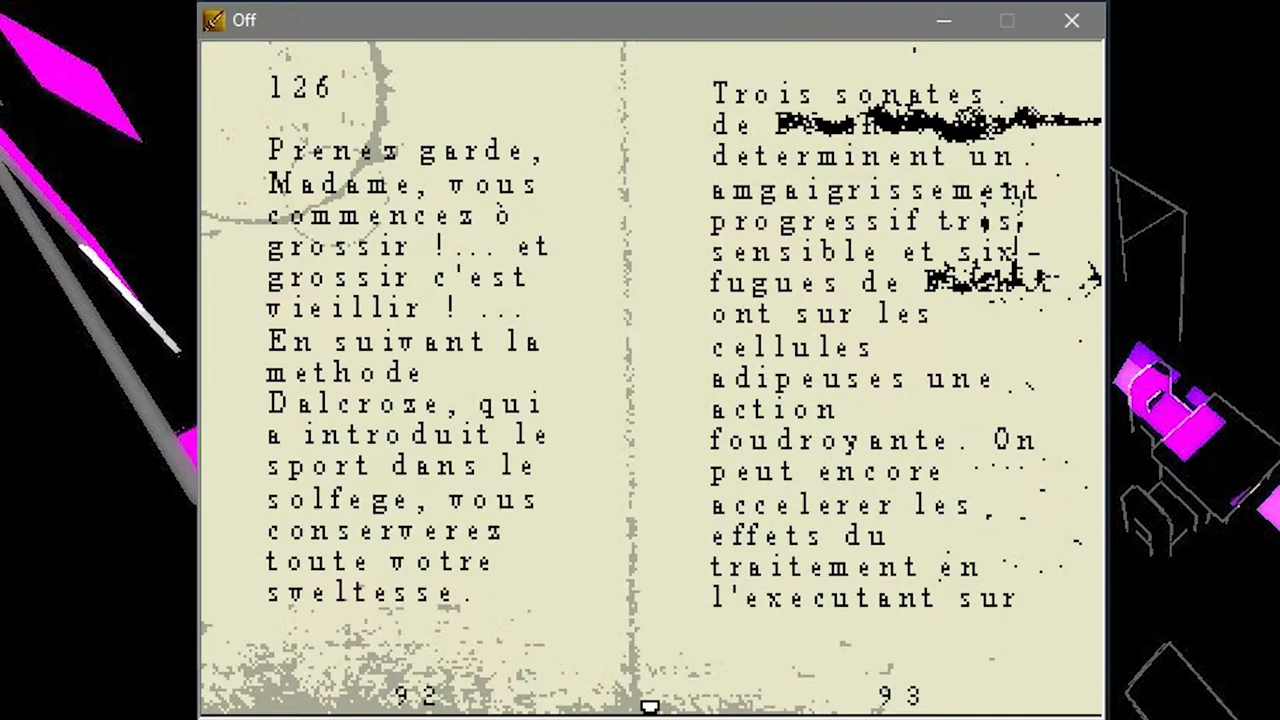 Off
126
Prenez garde,
Madame, vous
commencez ò
grossir !... et
grossir c'est
vieillir ! ...
En suivant la
methode
Dalcroze, qui
a introduit le
sport dans le
solfege, vous
conserverez
toute votre
sveltesse.
92
Trois sonates
de
determinent un
amgaigrissement
progressif tres
sensible et six
fugues de
ont sur les
cellules
adipeuses une
action
foudroyante. On
peut encore
accelerer les
effets du
traitement en
l'executant sur
93